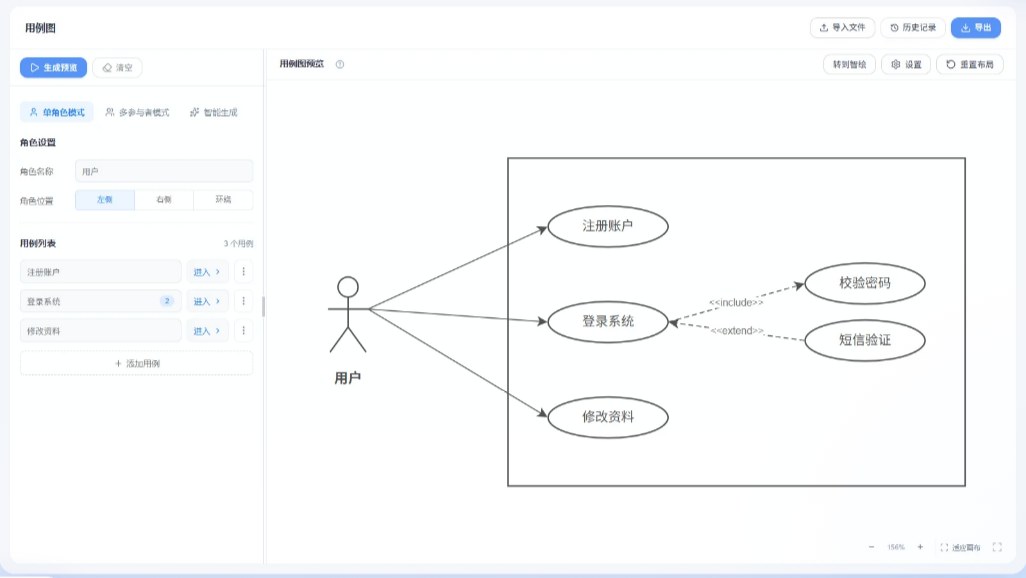 用例图
导入文件 历史记录 导出
生成预览 清空
用例图预览
转到智绘 设置 重置布局
单角色模式 多参与者模式 智能生成
角色设置
角色名称 用户
角色位置 左侧 右侧 环绕
用例列表 3 个用例
注册账户 进入 >
登录系统 2 进入 >
修改资料 进入 >
+ 添加用例
用户
注册账户
登录系统
修改资料
<<include>>
<<extend>>
校验密码
短信验证
− 156% + 适应画布